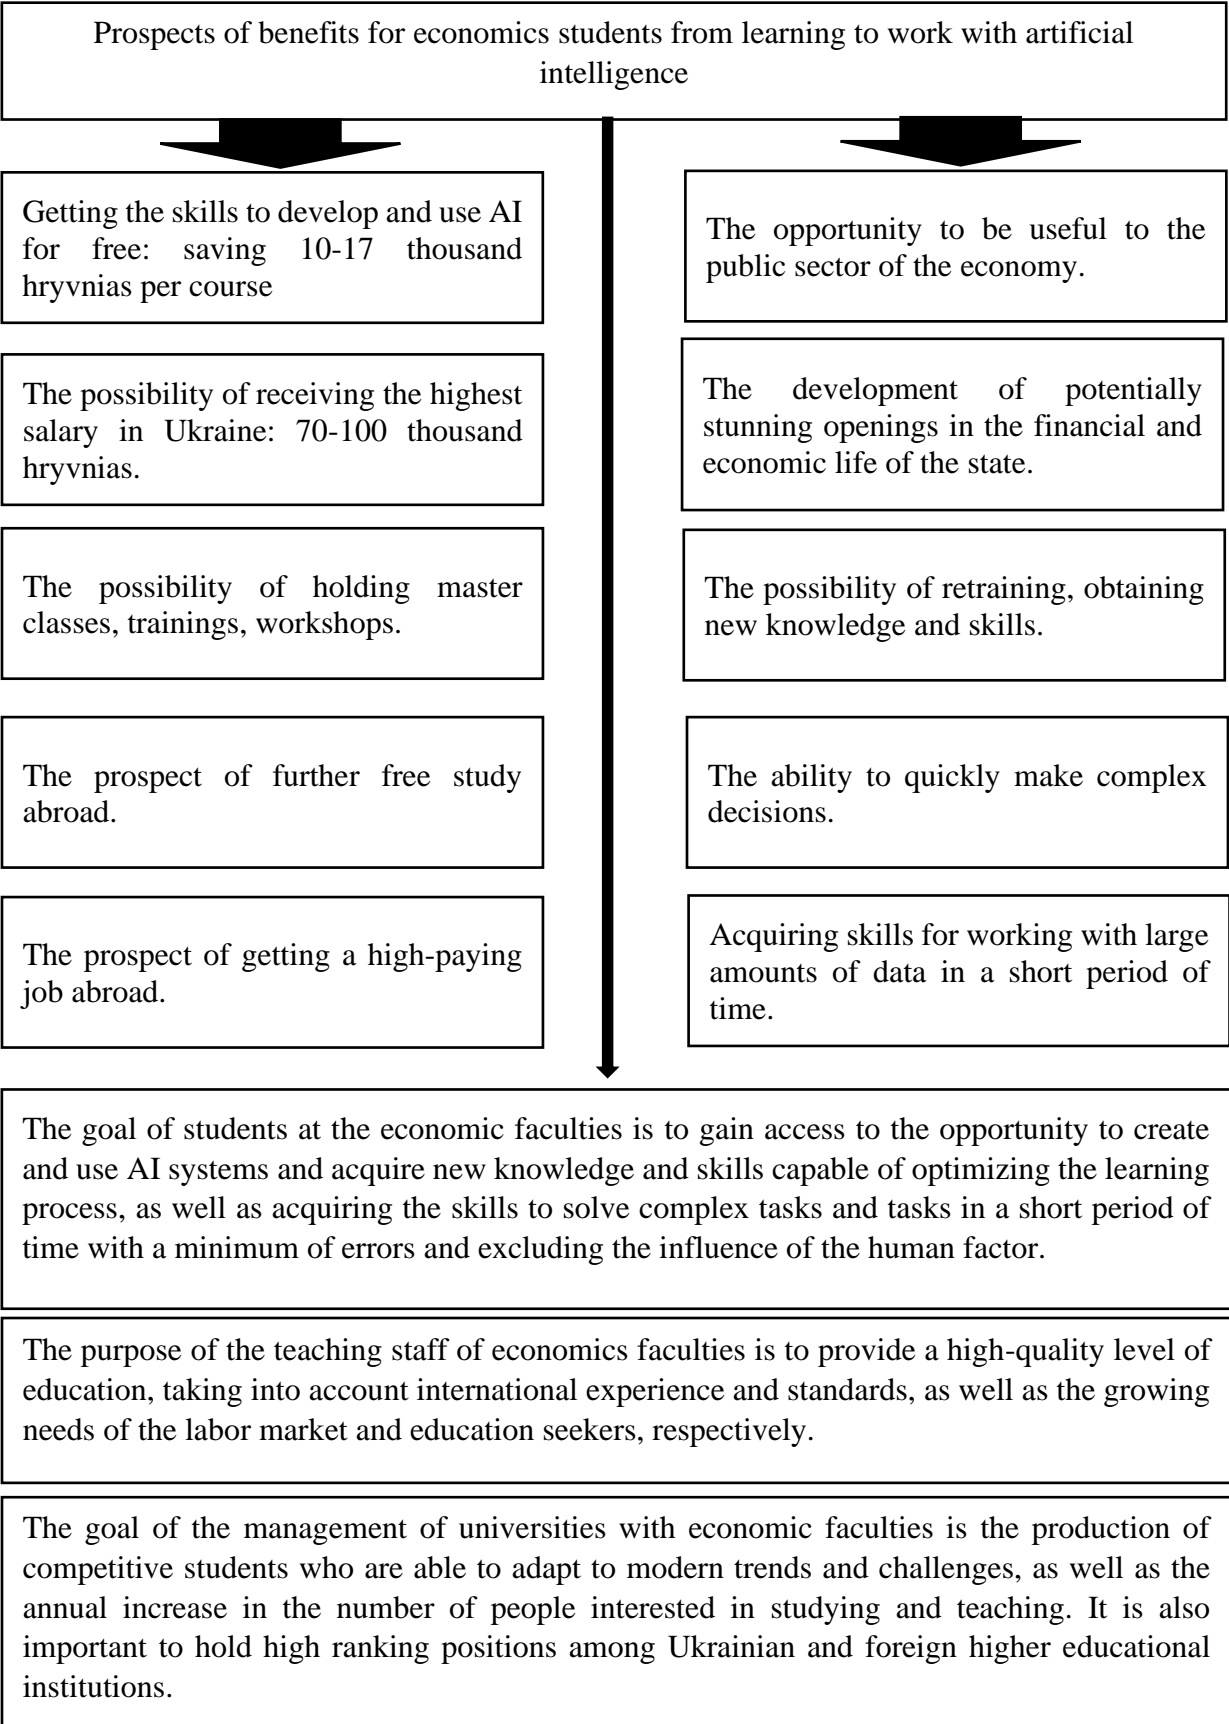 Prospects of benefits for economics students from learning to work with artificial
intelligence
Getting the skills to develop and use AI
for free: saving 10-17 thousand
hryvnias per course
The possibility of receiving the highest
salary in Ukraine: 70-100 thousand
hryvnias.
The possibility of holding master
classes, trainings, workshops.
The prospect of further free study
abroad.
The prospect of getting a high-paying
job abroad.
The opportunity to be useful to the
public sector of the economy.
The development of potentially
stunning openings in the financial and
economic life of the state.
The possibility of retraining, obtaining
new knowledge and skills.
The ability to quickly make complex
decisions.
Acquiring skills for working with large
amounts of data in a short period of
time.
The goal of students at the economic faculties is to gain access to the opportunity to create
and use AI systems and acquire new knowledge and skills capable of optimizing the learning
process, as well as acquiring the skills to solve complex tasks and tasks in a short period of
time with a minimum of errors and excluding the influence of the human factor.
The purpose of the teaching staff of economics faculties is to provide a high-quality level of
education, taking into account international experience and standards, as well as the growing
needs of the labor market and education seekers, respectively.
The goal of the management of universities with economic faculties is the production of
competitive students who are able to adapt to modern trends and challenges, as well as the
annual increase in the number of people interested in studying and teaching. It is also
important to hold high ranking positions among Ukrainian and foreign higher educational
institutions.